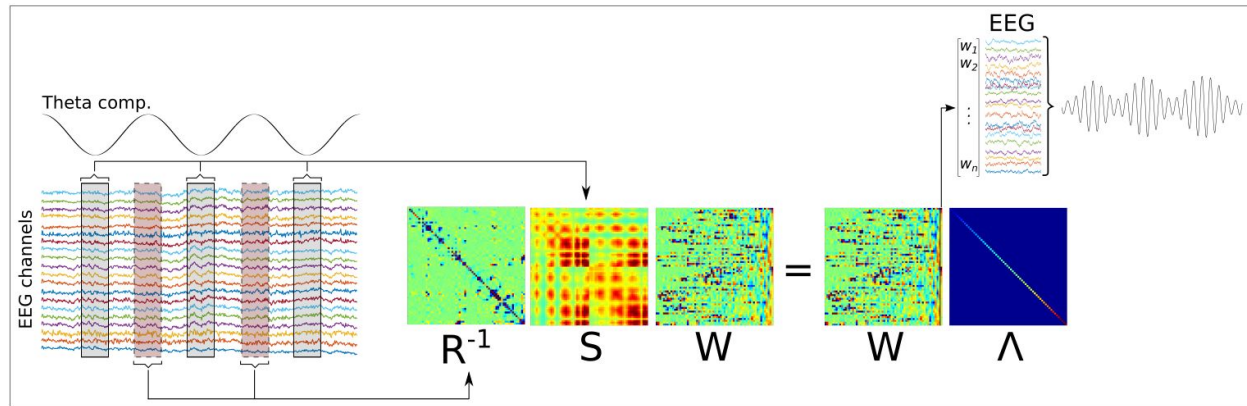 EEG
w1
w2
⋮
wn
Theta comp.
EEG channels
R-1
S
W
=
W
Λ